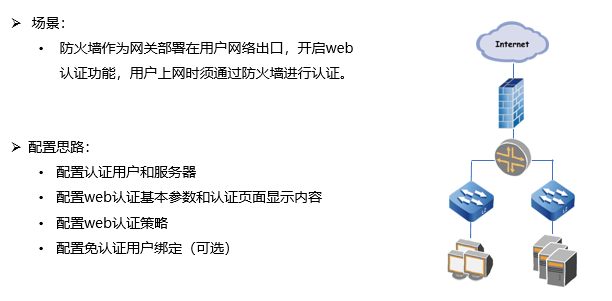 ➢ 场景：
• 防火墙作为网关部署在用户网络出口，开启web
认证功能，用户上网时须通过防火墙进行认证。
➢ 配置思路：
• 配置认证用户和服务器
• 配置web认证基本参数和认证页面显示内容
• 配置web认证策略
• 配置免认证用户绑定（可选）
Internet